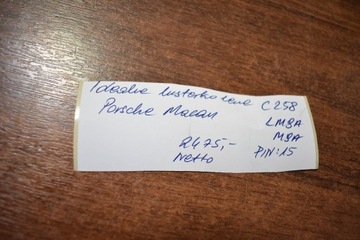 Idealne lusterko lewe C258
Porsche Macan LM8A
M8A
2475,- PIN:15
Netto